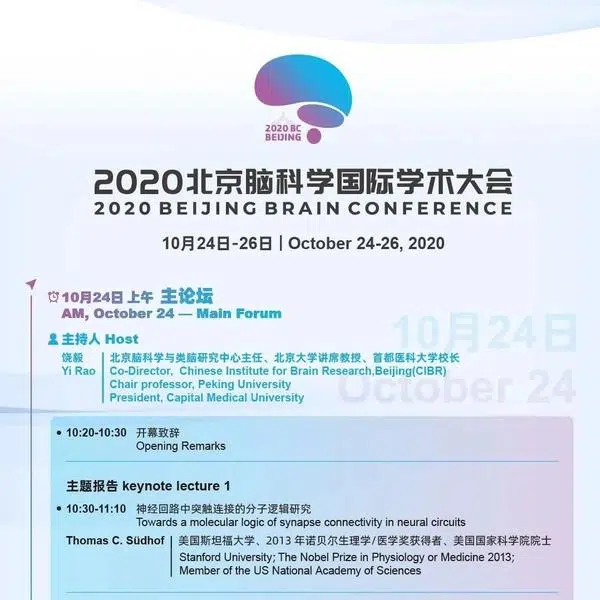 2020 BC
BEIJING
2020北京脑科学国际学术大会
2020 BEIJING BRAIN CONFERENCE
10月24日-26日 | October 24-26, 2020
10月24日 上午 主论坛
AM, October 24 — Main Forum
10月24日
October 24
主持人 Host
饶毅 北京脑科学与类脑研究中心主任、北京大学讲席教授、首都医科大学校长
Yi Rao Co-Director, Chinese Institute for Brain Research,Beijing(CIBR)
Chair professor, Peking University
President, Capital Medical University
• 10:20-10:30 开幕致辞
Opening Remarks
主题报告 keynote lecture 1
• 10:30-11:10 神经回路中突触连接的分子逻辑研究
Towards a molecular logic of synapse connectivity in neural circuits
Thomas C. Südhof 美国斯坦福大学、2013 年诺贝尔生理学/医学奖获得者、美国国家科学院院士
Stanford University; The Nobel Prize in Physiology or Medicine 2013;
Member of the US National Academy of Sciences